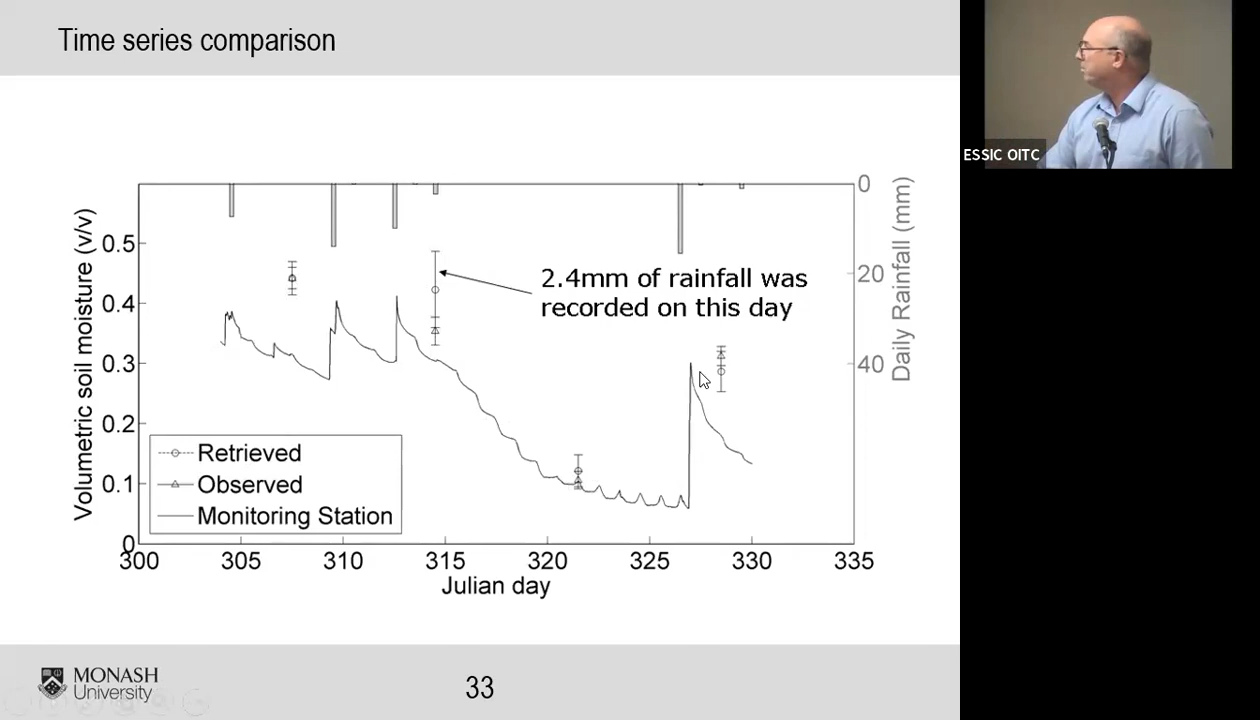 Time series comparison
ESSIC OITC
Volumetric soil moisture (v/v)
0.5
0.4
0.3
0.2
0.1
0
0
20
40
Daily Rainfall (mm)
2.4mm of rainfall was
recorded on this day
Retrieved
Observed
Monitoring Station
300 305 310 315 320 325 330 335
Julian day
MONASH
University
33